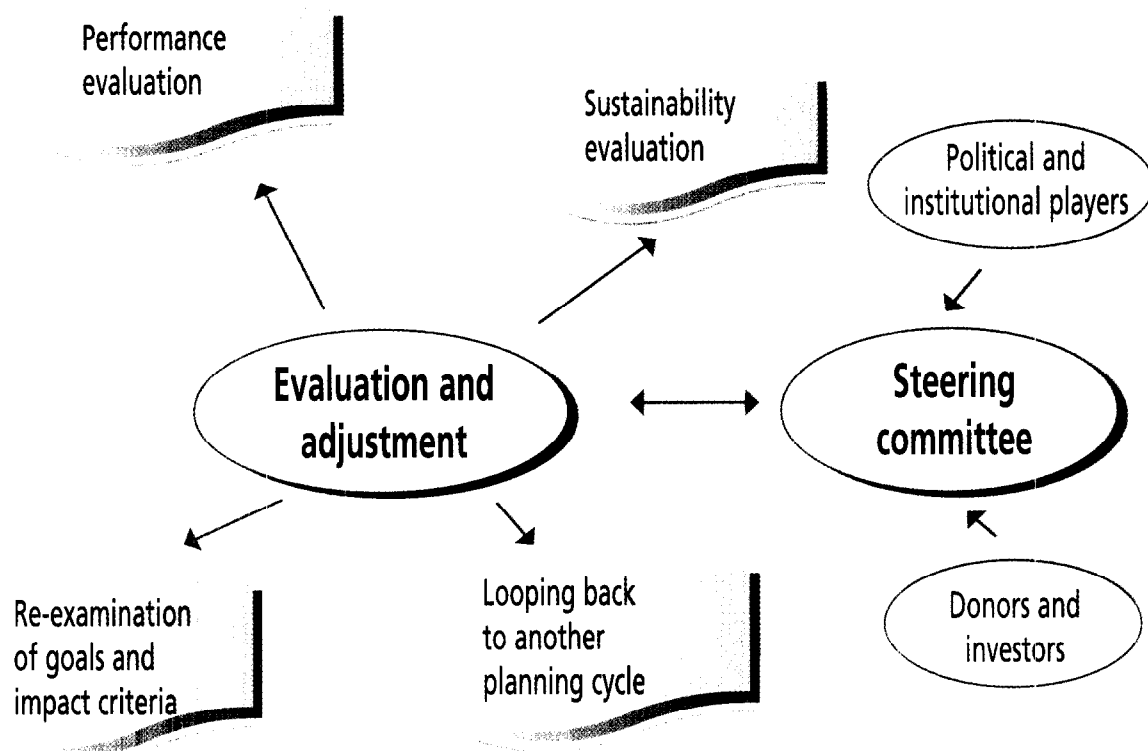 Performance
evaluation
Sustainability
evaluation
Political and
institutional players
Evaluation and
adjustment
Steering
committee
Re-examination
of goals and
impact criteria
Looping back
to another
planning cycle
Donors and
investors